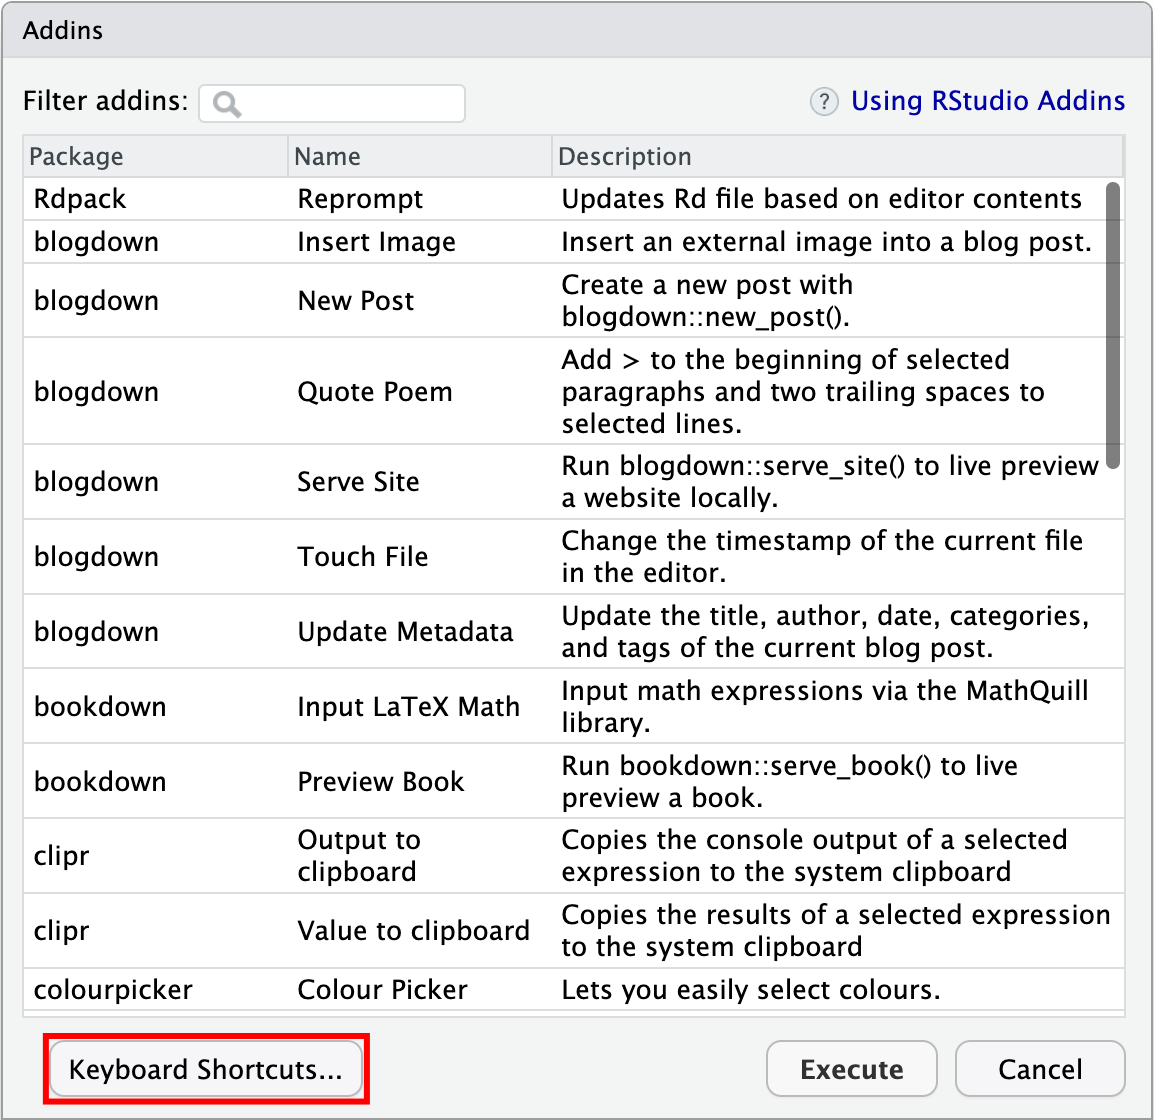 Addins
Filter addins:
? Using RStudio Addins
Package Name Description
Rdpack Reprompt Updates Rd file based on editor contents
blogdown Insert Image Insert an external image into a blog post.
blogdown New Post Create a new post with
blogdown::new_post().
blogdown Quote Poem Add > to the beginning of selected
paragraphs and two trailing spaces to
selected lines.
blogdown Serve Site Run blogdown::serve_site() to live preview
a website locally.
blogdown Touch File Change the timestamp of the current file
in the editor.
blogdown Update Metadata Update the title, author, date, categories,
and tags of the current blog post.
bookdown Input LaTeX Math Input math expressions via the MathQuill
library.
bookdown Preview Book Run bookdown::serve_book() to live
preview a book.
clipr Output to
clipboard Copies the console output of a selected
expression to the system clipboard
clipr Value to clipboard Copies the results of a selected expression
to the system clipboard
colourpicker Colour Picker Lets you easily select colours.
Keyboard Shortcuts... Execute Cancel